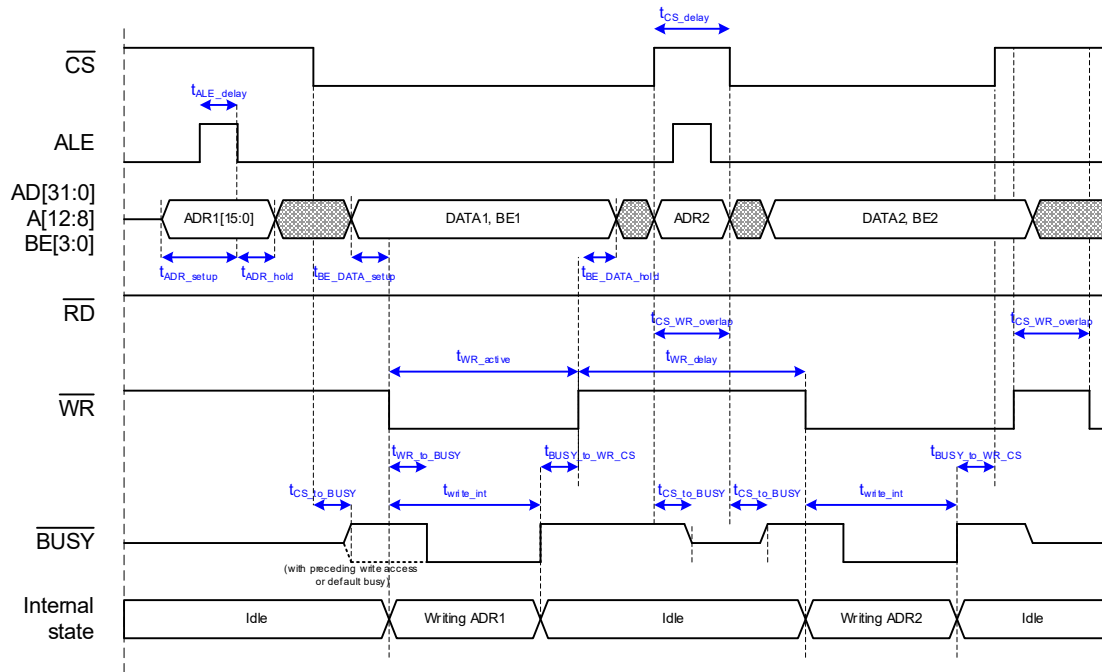 tCS_delay
CS
tALE_delay
ALE
AD[31:0]
A[12:8]
BE[3:0]
ADR1[15:0]
DATA1, BE1
ADR2
DATA2, BE2
tADR_setup
tADR_hold
tBE_DATA_setup
tBE_DATA_hold
RD
tCS_WR_overlap
tCS_WR_overlap
tWR_active
tWR_delay
WR
tWR_to_BUSY
tBUSY_to_WR_CS
tBUSY_to_WR_CS
tCS_to_BUSY
twrite_int
tCS_to_BUSY
tCS_to_BUSY
twrite_int
BUSY
(with preceding write access
or default busy)
Internal
state
Idle
Writing ADR1
Idle
Writing ADR2
Idle